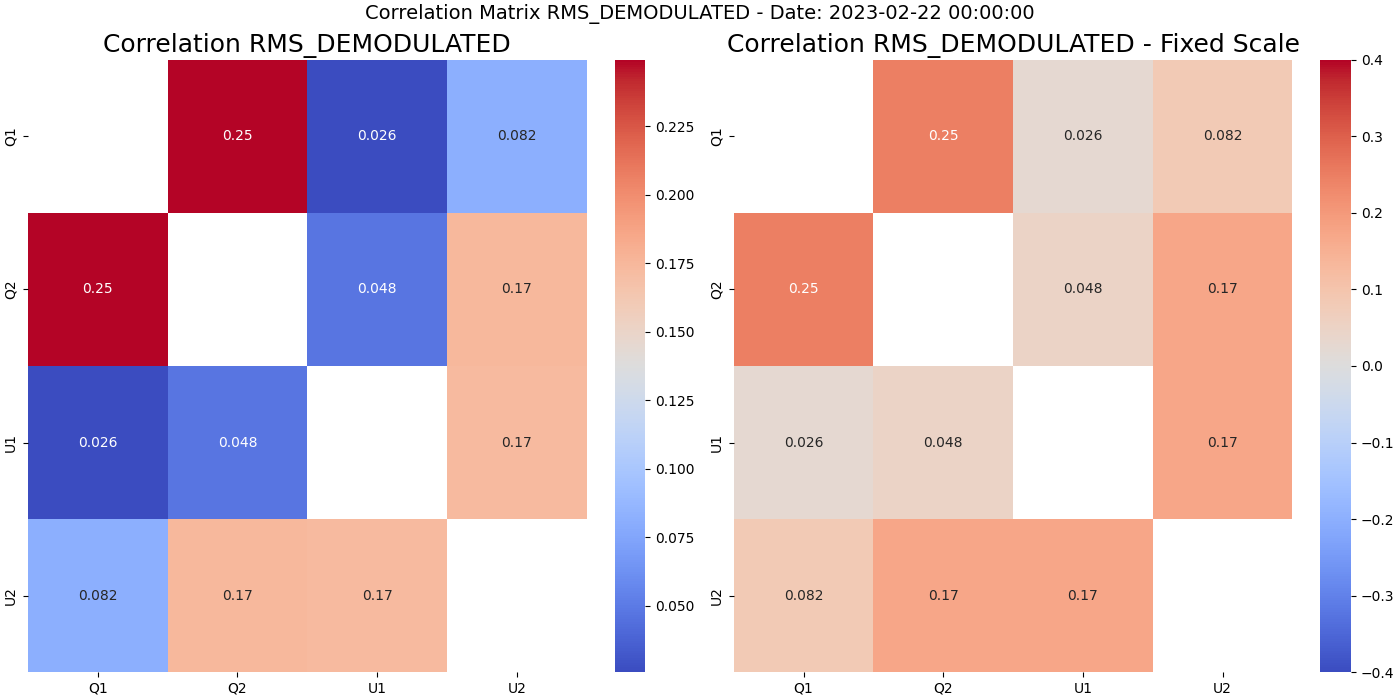 Correlation Matrix RMS_DEMODULATED - Date: 2023-02-22 00:00:00
Correlation RMS_DEMODULATED
Q1
0.25
0.026
0.082
Q2
0.25
0.048
0.17
U1
0.026
0.048
0.17
U2
0.082
0.17
0.17
Q1
Q2
U1
U2
0.225
0.200
0.175
0.150
0.125
0.100
0.075
0.050
Correlation RMS_DEMODULATED - Fixed Scale
Q1
0.25
0.026
0.082
Q2
0.25
0.048
0.17
U1
0.026
0.048
0.17
U2
0.082
0.17
0.17
Q1
Q2
U1
U2
0.4
0.3
0.2
0.1
0.0
−0.1
−0.2
−0.3
−0.4